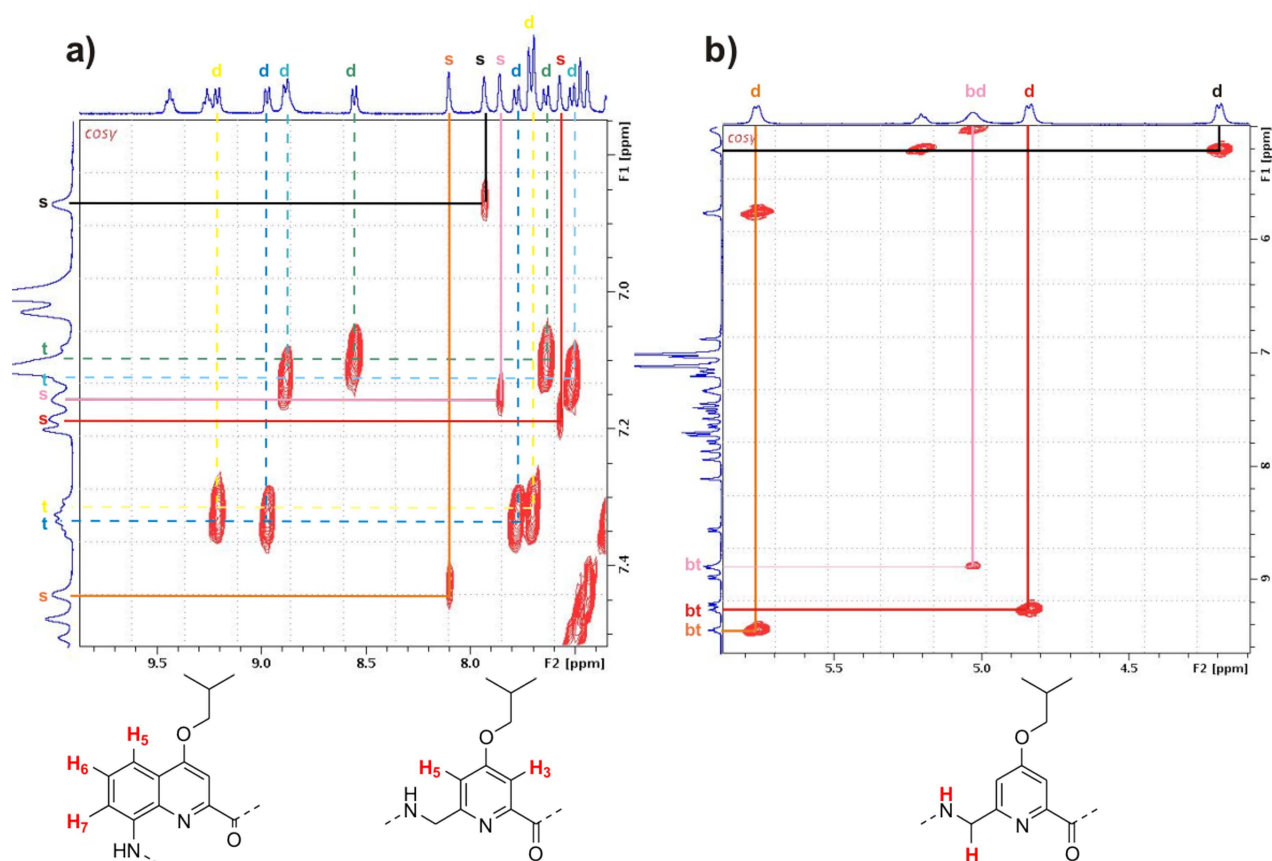 a)
d
d
d
d
s
s
s
d
d
s
d
cosy
F1 [ppm]
s
t
t
s
s
t
t
s
7.0
7.2
7.4
9.5
9.0
8.5
8.0
F2 [ppm]
b)
d
bd
d
d
cosy
F1 [ppm]
6
7
8
9
bt
bt
bt
5.5
5.0
4.5
F2 [ppm]
O
H5
H6
H7
N
HN
O
O
H5
H3
H
N
N
O
O
H
N
N
H
O